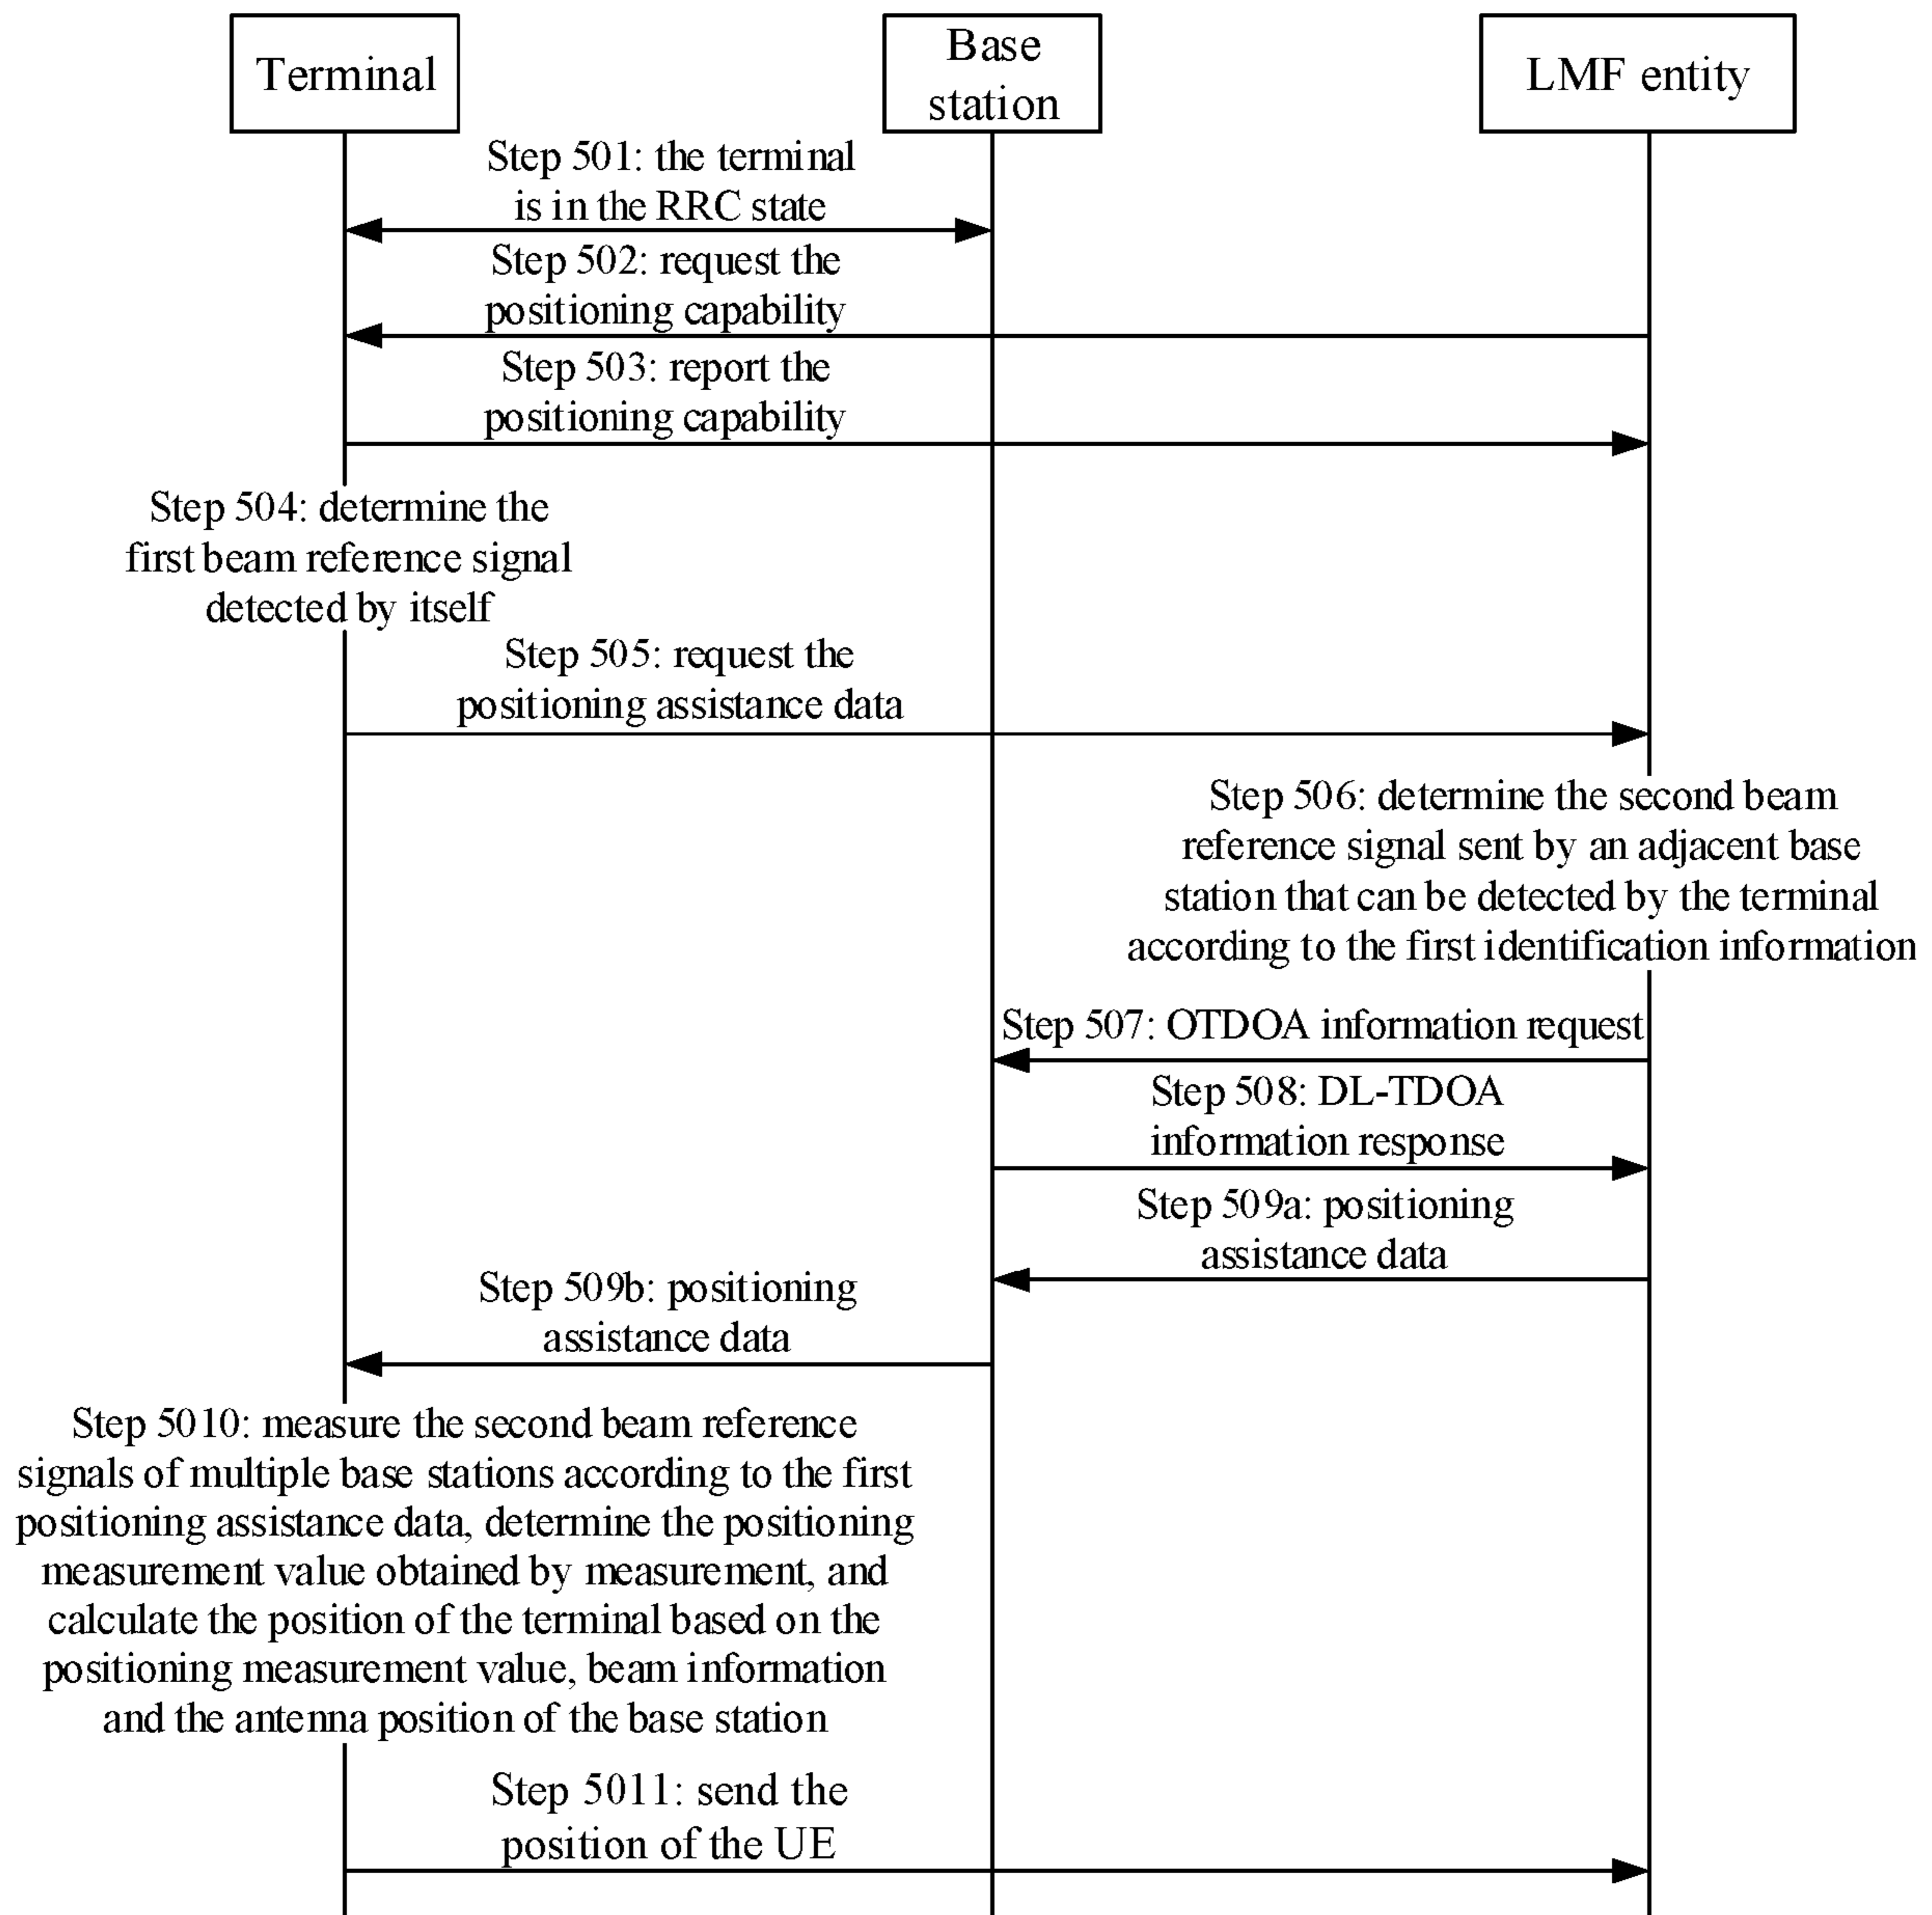 Terminal
Base
station
LMF entity
Step 501: the terminal
is in the RRC state
Step 502: request the
positioning capability
Step 503: report the
positioning capability
Step 504: determine the
first beam reference signal
detected by itself
Step 505: request the
positioning assistance data
Step 506: determine the second beam
reference signal sent by an adjacent base
station that can be detected by the terminal
according to the first identification information
Step 507: OTDOA information request
Step 508: DL-TDOA
information response
Step 509a: positioning
assistance data
Step 509b: positioning
assistance data
Step 5010: measure the second beam reference
signals of multiple base stations according to the first
positioning assistance data, determine the positioning
measurement value obtained by measurement, and
calculate the position of the terminal based on the
positioning measurement value, beam information
and the antenna position of the base station
Step 5011: send the
position of the UE